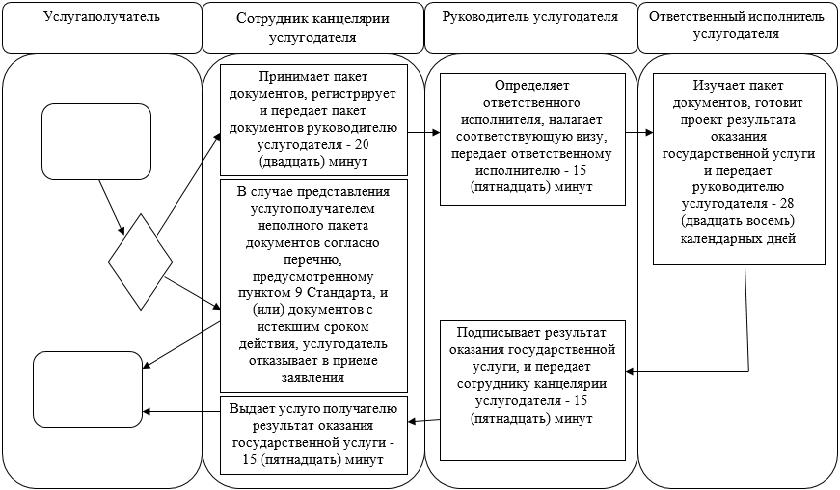 Услугаполучатель
Сотрудник канцелярии
услугодателя
Руководитель услугодателя
Ответственный исполнитель
услугодателя
Принимает пакет
документов, регистрирует
и передает пакет
документов руководителю
услугодателя - 20
(двадцать) минут
Определяет
ответственного
исполнителя, налагает
соответствующую визу,
передает ответственному
исполнителю - 15
(пятнадцать) минут
Изучает пакет
документов, готовит
проект результата
оказания
государственной услуги
и передает
руководителю
услугодателя - 28
(двадцать восемь)
календарных дней
В случае представления
услугополучателем
неполного пакета
документов согласно
перечню,
предусмотренному
пунктом 9 Стандарта, и
(или) документов с
истекшим сроком
действия, услугодатель
отказывает в приеме
заявления
Подписывает результат
оказания государственной
услуги, и передает
сотруднику канцелярии
услугодателя - 15
(пятнадцать) минут
Выдает услуго получателю
результат оказания
государственной услуги -
15 (пятнадцать) минут